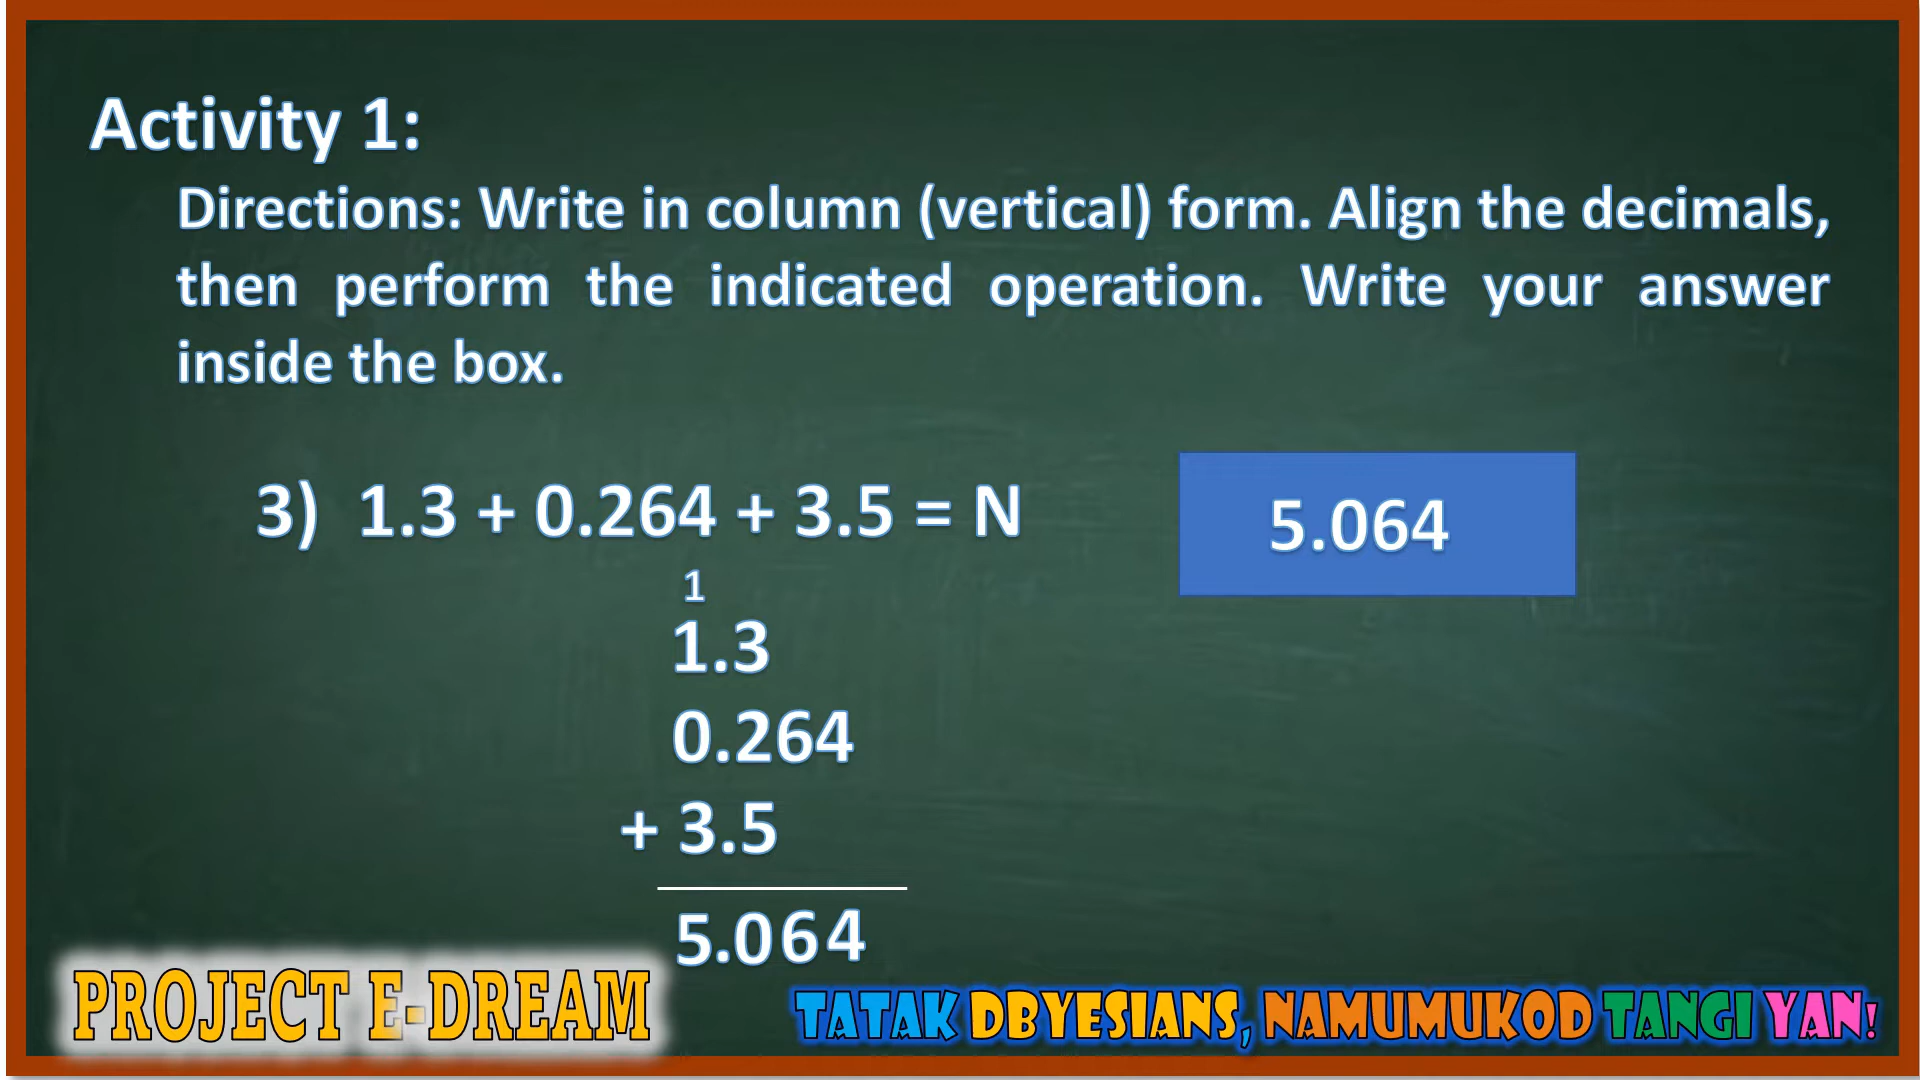 Activity 1:
Directions: Write in column (vertical) form. Align the decimals,
then perform the indicated operation. Write your answer
inside the box.
3) 1.3 + 0.264 + 3.5 = N
5.064
1
1.3
0.264
+ 3.5
5.064
PROJECT E-DREAM
TATAK DBYESIANS, NAMUMUKOD TANGI YAN!